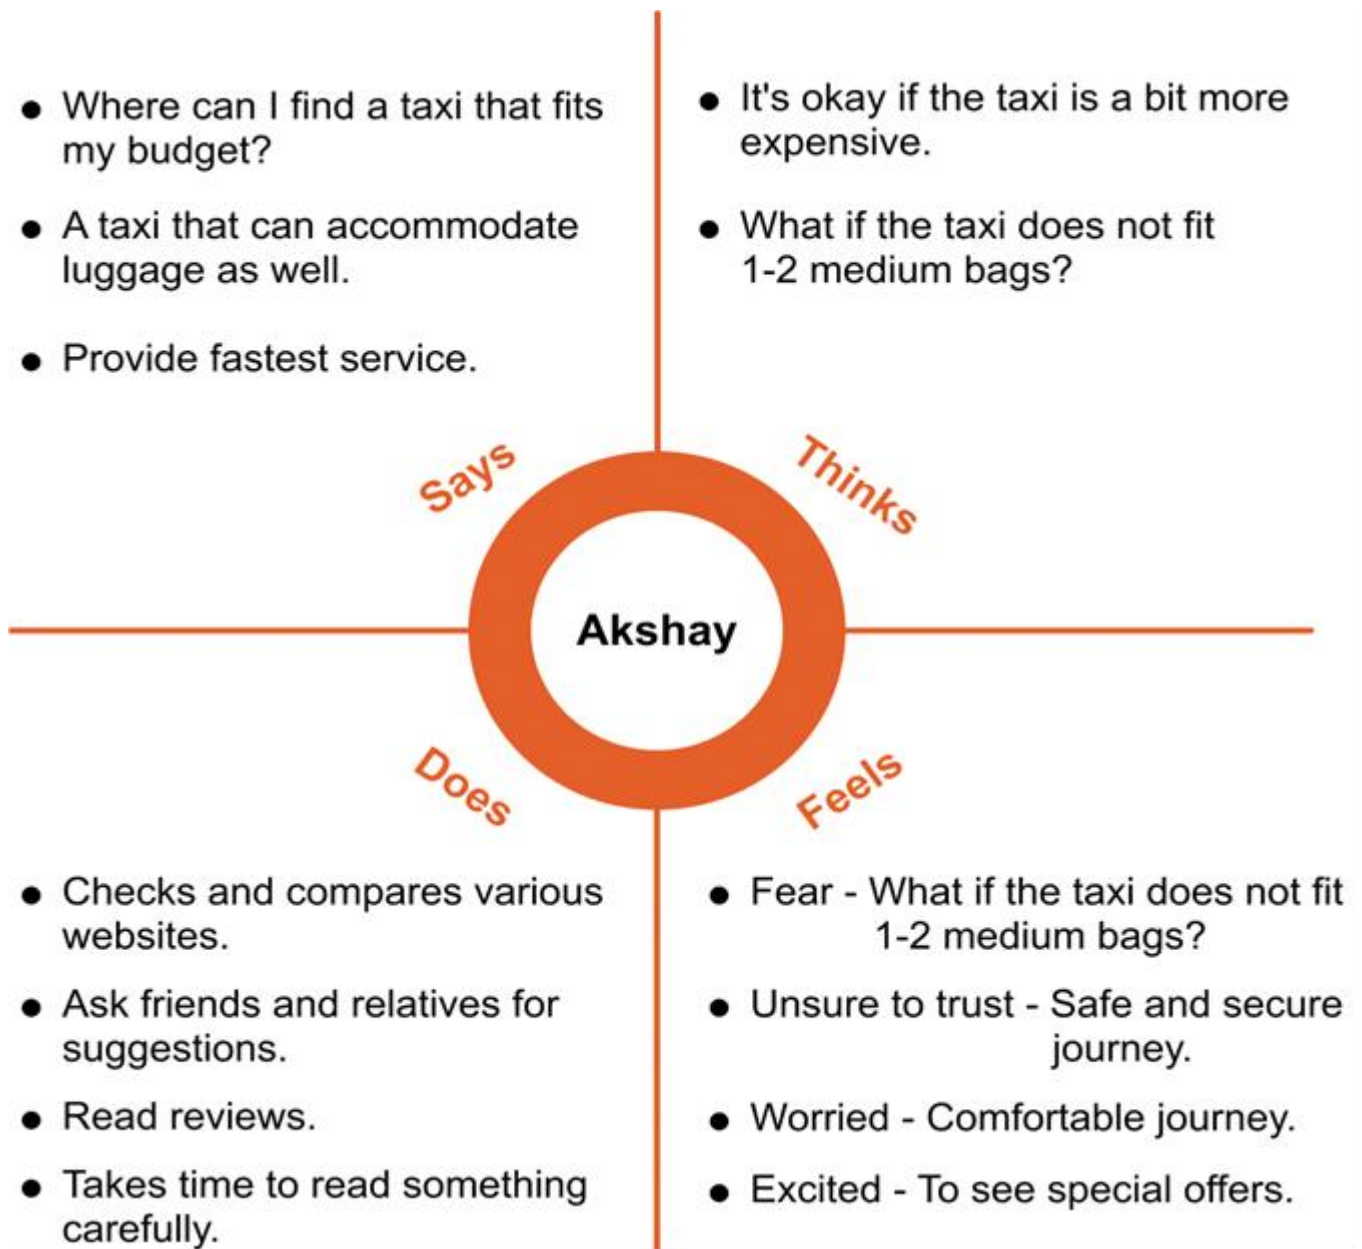 Where can I find a taxi that fits
my budget?
A taxi that can accommodate
luggage as well.
Provide fastest service.
It's okay if the taxi is a bit more
expensive.
What if the taxi does not fit
1-2 medium bags?
Says
Thinks
Akshay
Does
Feels
Checks and compares various
websites.
Ask friends and relatives for
suggestions.
Read reviews.
Takes time to read something
carefully.
Fear - What if the taxi does not fit
1-2 medium bags?
Unsure to trust - Safe and secure
journey.
Worried - Comfortable journey.
Excited - To see special offers.